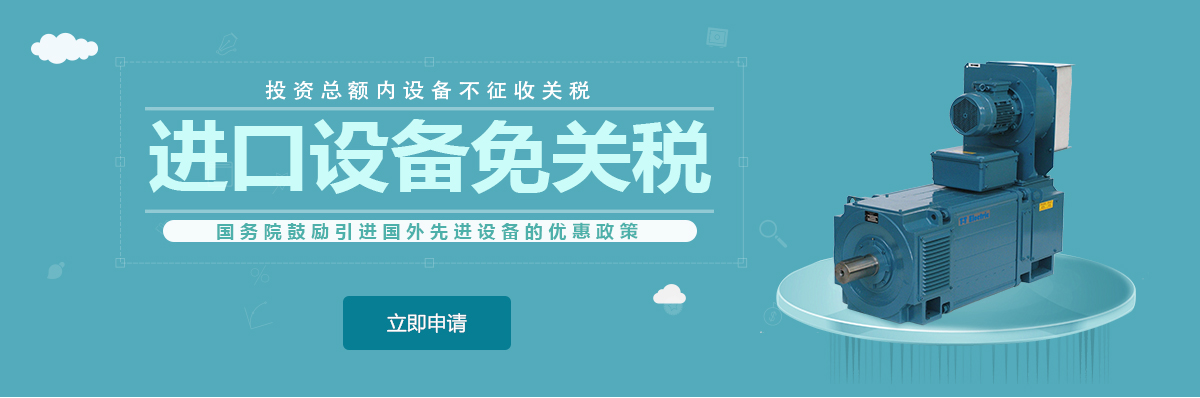 投资总额内设备不征收关税
进口设备免关税
国务院鼓励引进国外先进设备的优惠政策
立即申请